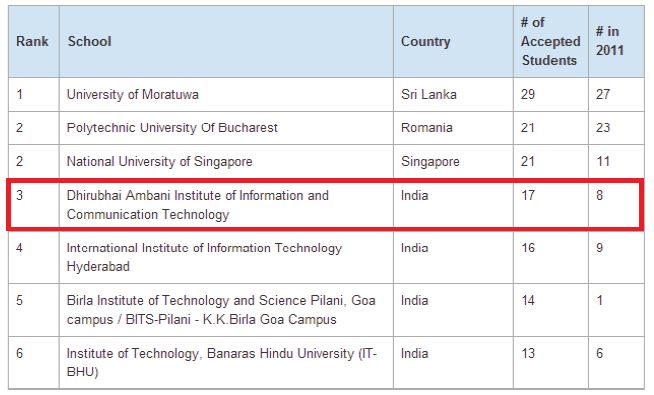 Rank School Country # of Accepted Students # in 2011
1 University of Moratuwa Sri Lanka 29 27
2 Polytechnic University Of Bucharest Romania 21 23
2 National University of Singapore Singapore 21 11
3 Dhirubhai Ambani Institute of Information and Communication Technology India 17 8
4 International Institute of Information Technology Hyderabad India 16 9
5 Birla Institute of Technology and Science Pilani, Goa campus / BITS-Pilani - K.K.Birla Goa Campus India 14 1
6 Institute of Technology, Banaras Hindu University (IT-BHU) India 13 6